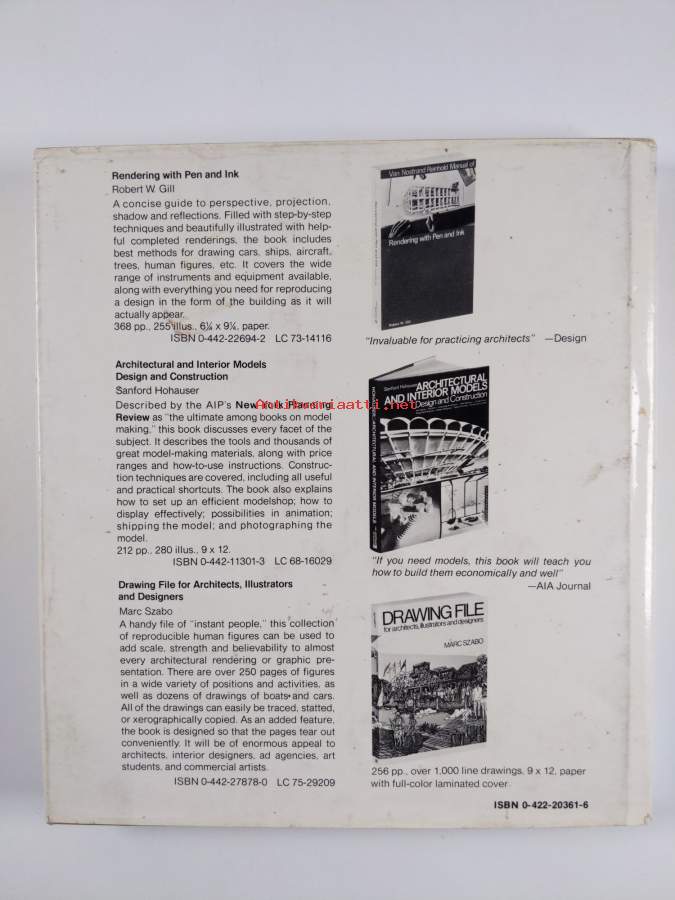 Rendering with Pen and Ink
Robert W. Gill
A concise guide to perspective, projection,
shadow and reflections. Filled with step-by-step
techniques and beautifully illustrated with help-
ful completed renderings, the book includes
best methods for drawing cars, ships, aircraft,
trees, human figures, etc. It covers the wide
range of instruments and equipment available,
along with everything you need for reproducing
a design in the form of the building as it will
actually appear.
368 pp., 255 illus., 6¼ x 9¼, paper.
ISBN 0-442-22694-2 LC 73-14116
Van Nostrand Reinhold Manual of
Rendering with Pen and Ink
"Invaluable for practicing architects" —Design
Architectural and Interior Models
Design and Construction
Sanford Hohauser
Described by the AIP's New York Planning
Review as "the ultimate among books on model
making," this book discusses every facet of the
subject. It describes the tools and thousands of
great model-making materials, along with price
ranges and how-to-use instructions. Construc-
tion techniques are covered, including all useful
and practical shortcuts. The book also explains
how to set up an efficient modelshop; how to
display effectively; possibilities in animation;
shipping the model; and photographing the
model.
212 pp., 280 illus., 9 x 12.
ISBN 0-442-11301-3 LC 68-16029
Antikvariaatti.net
Sanford Hohauser
ARCHITECTURAL
AND INTERIOR MODELS
Design and Construction
HOHAUSER ARCHITECTURAL AND INTERIOR MODELS
"If you need models, this book will teach you
how to build them economically and well"
—AIA Journal
Drawing File for Architects, Illustrators
and Designers
Marc Szabo
A handy file of "instant people," this collection
of reproducible human figures can be used to
add scale, strength and believability to almost
every architectural rendering or graphic pre-
sentation. There are over 250 pages of figures
in a wide variety of positions and activities, as
well as dozens of drawings of boats and cars.
All of the drawings can easily be traced, statted,
or xerographically copied. As an added feature,
the book is designed so that the pages tear out
conveniently. It will be of enormous appeal to
architects, interior designers, ad agencies, art
students, and commercial artists.
ISBN 0-442-27878-0 LC 75-29209
DRAWING FILE
for architects, illustrators and designers
MARC SZABO
256 pp., over 1,000 line drawings, 9 x 12, paper
with full-color laminated cover.
ISBN 0-422-20361-6